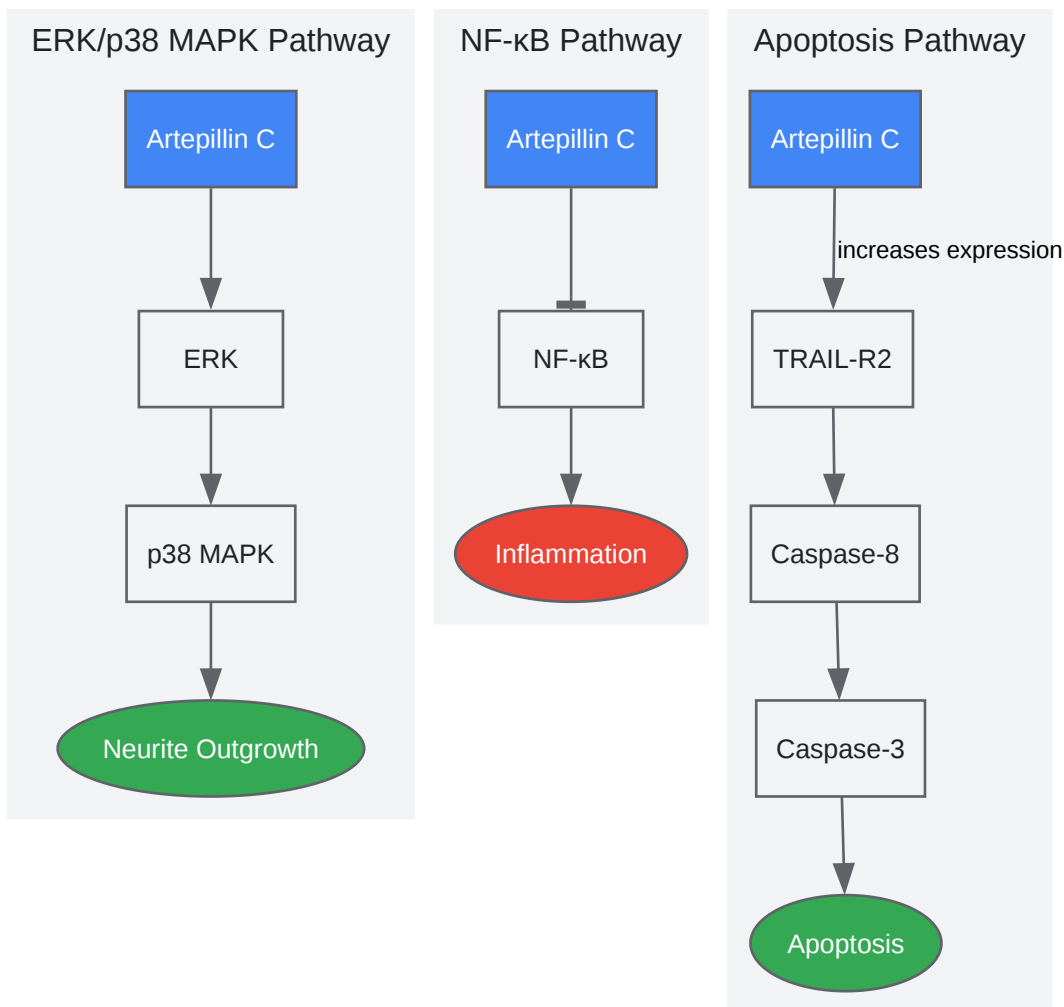 ERK/p38 MAPK Pathway
Artepillin C
ERK
p38 MAPK
Neurite Outgrowth
NF-κB Pathway
Artepillin C
NF-κB
Inflammation
Apoptosis Pathway
Artepillin C
increases expression
TRAIL-R2
Caspase-8
Caspase-3
Apoptosis